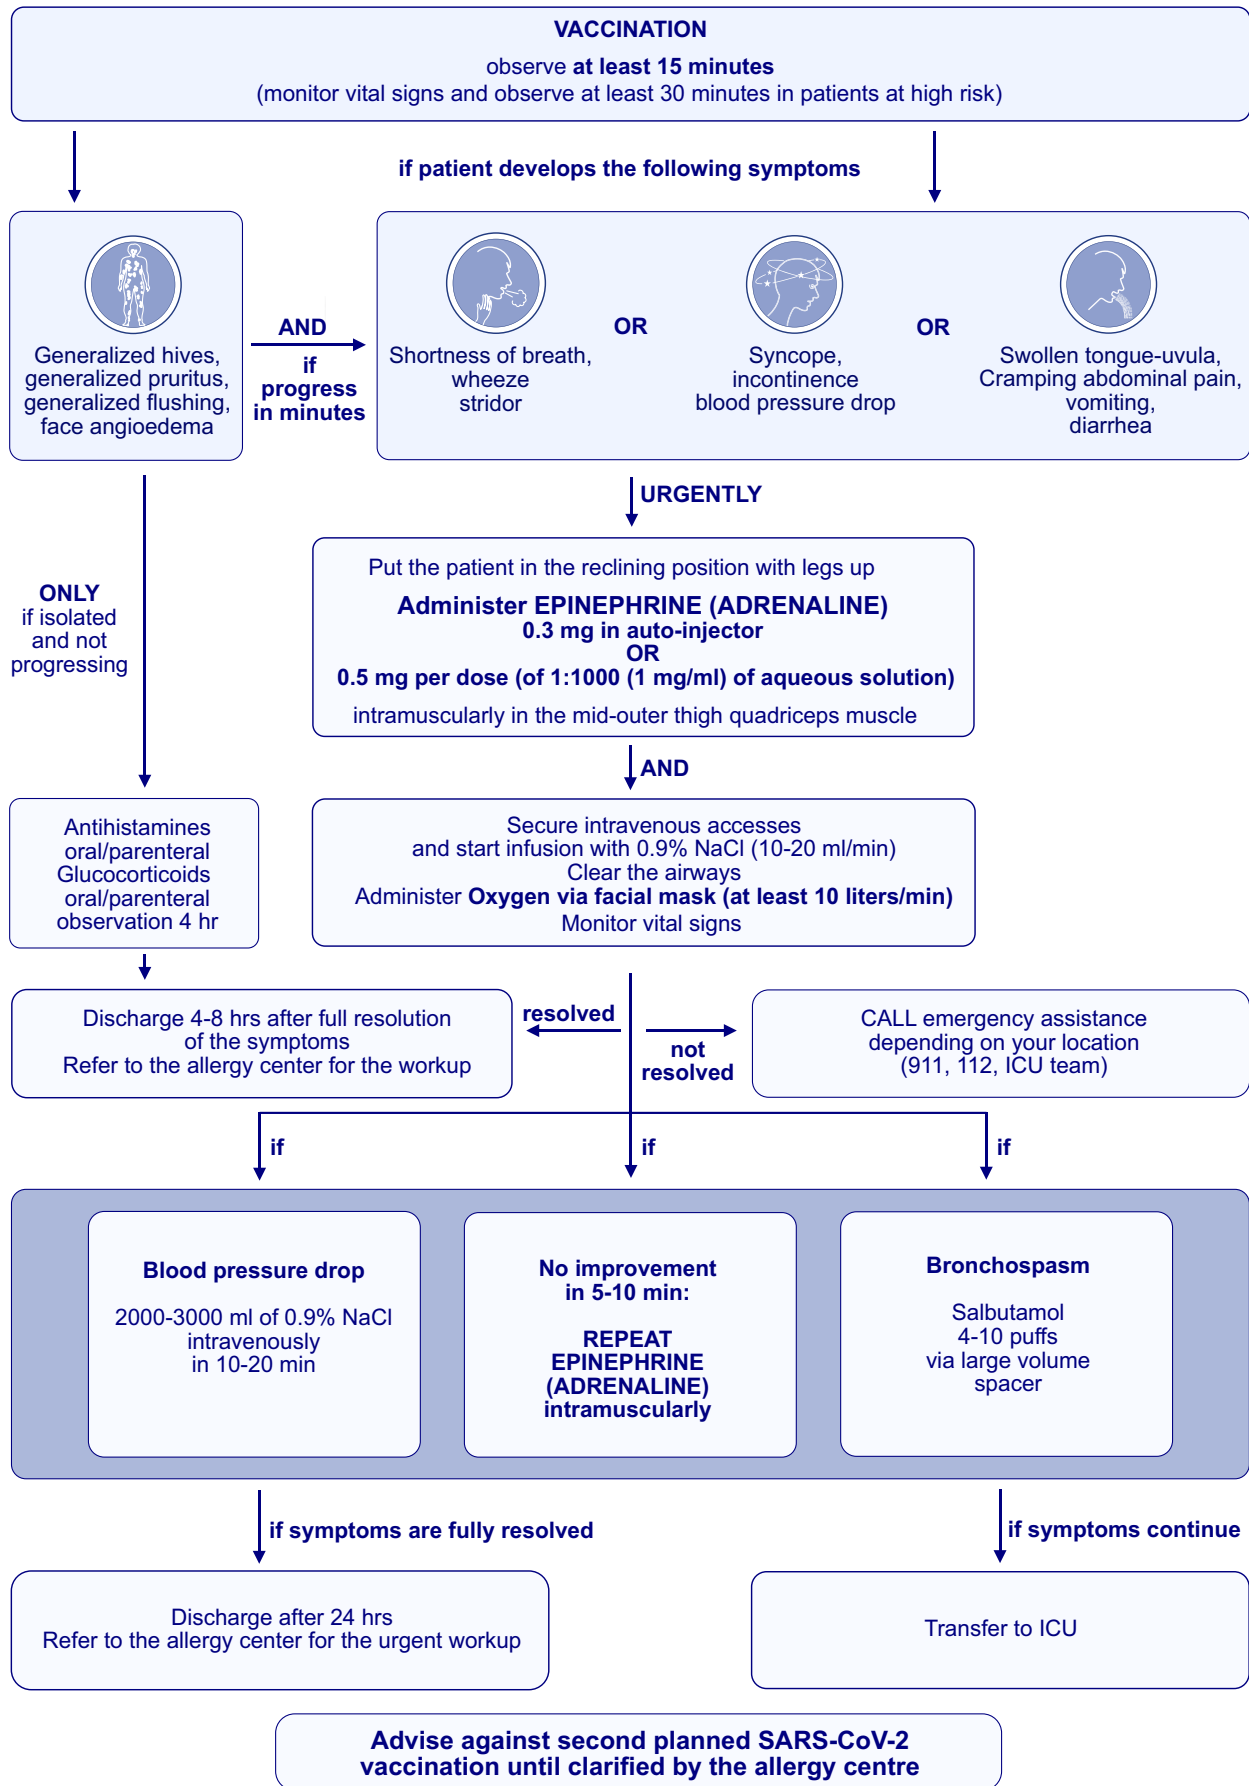 VACCINATION
observe at least 15 minutes
(monitor vital signs and observe at least 30 minutes in patients at high risk)
if patient develops the following symptoms
Generalized hives,
generalized pruritus,
generalized flushing,
face angioedema
AND
if
progress
in minutes
Shortness of breath,
wheeze
stridor
OR
Syncope,
incontinence
blood pressure drop
OR
Swollen tongue-uvula,
Cramping abdominal pain,
vomiting,
diarrhea
URGENTLY
ONLY
if isolated
and not
progressing
Put the patient in the reclining position with legs up
Administer EPINEPHRINE (ADRENALINE)
0.3 mg in auto-injector
OR
0.5 mg per dose (of 1:1000 (1 mg/ml) of aqueous solution)
intramuscularly in the mid-outer thigh quadriceps muscle
AND
Antihistamines
oral/parenteral
Glucocorticoids
oral/parenteral
observation 4 hr
Secure intravenous accesses
and start infusion with 0.9% NaCl (10-20 ml/min)
Clear the airways
Administer Oxygen via facial mask (at least 10 liters/min)
Monitor vital signs
Discharge 4-8 hrs after full resolution
of the symptoms
Refer to the allergy center for the workup
resolved
not
resolved
CALL emergency assistance
depending on your location
(911, 112, ICU team)
if
if
if
Blood pressure drop
2000-3000 ml of 0.9% NaCl
intravenously
in 10-20 min
No improvement
in 5-10 min:
REPEAT
EPINEPHRINE
(ADRENALINE)
intramuscularly
Bronchospasm
Salbutamol
4-10 puffs
via large volume
spacer
if symptoms are fully resolved
if symptoms continue
Discharge after 24 hrs
Refer to the allergy center for the urgent workup
Transfer to ICU
Advise against second planned SARS-CoV-2
vaccination until clarified by the allergy centre